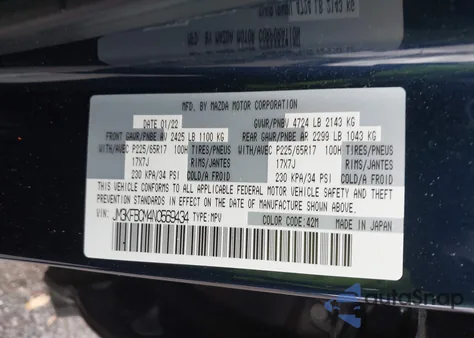 MFD. BY MAZDA MOTOR CORPORATION
DATE 01/22 GVWR/PNBV 4724 LB 2143 KG
FRONT GAWR/PNBE AV 2425 LB 1100 KG REAR GAWR/PNBE AR 2299 LB 1043 KG
WITH/AVEC P225/65R17 100H TIRES/PNEUS WITH/AVEC P225/65R17 100H TIRES/PNEUS
17X7J RIMS/JANTES 17X7J RIMS/JANTES
230 KPA/34 PSI COLD/A FROID 230 KPA/34 PSI COLD/A FROID
THIS VEHICLE CONFORMS TO ALL APPLICABLE FEDERAL MOTOR VEHICLE SAFETY AND THEFT
PREVENTION STANDARDS IN EFFECT ON THE DATE OF MANUFACTURE SHOWN ABOVE.
VIN: JM3KFBCM4N0569434 TYPE:MPV COLOR CODE:42M MADE IN JAPAN
autoSnap